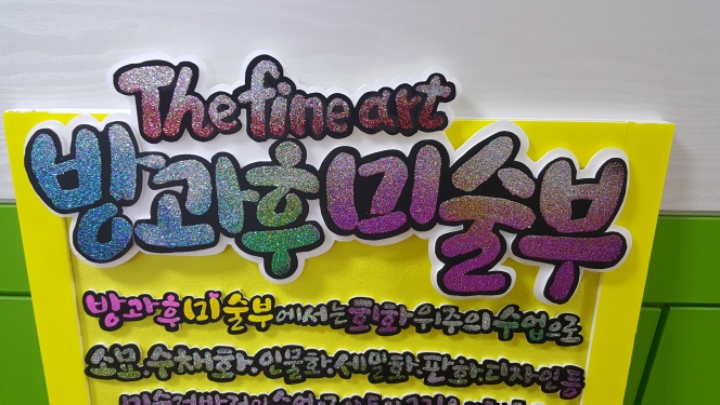 The fine art
방과후미술부
방과후미술부에서는 회화위주의 수업으로
소묘.수채화.인물화.세밀화.판화.디자인등